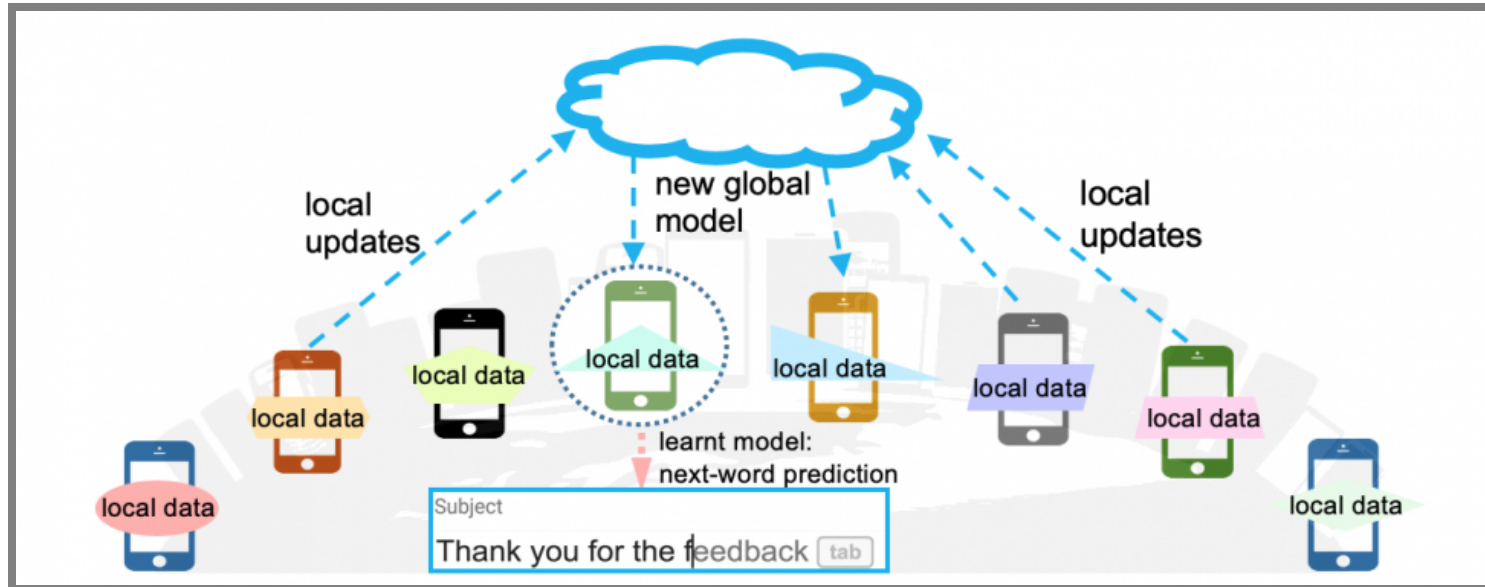 local
updates
new global
model
local
updates
local data
local data
local data
local data
local data
local data
local data
local data
learnt model:
next-word prediction
Subject
Thank you for the feedback tab